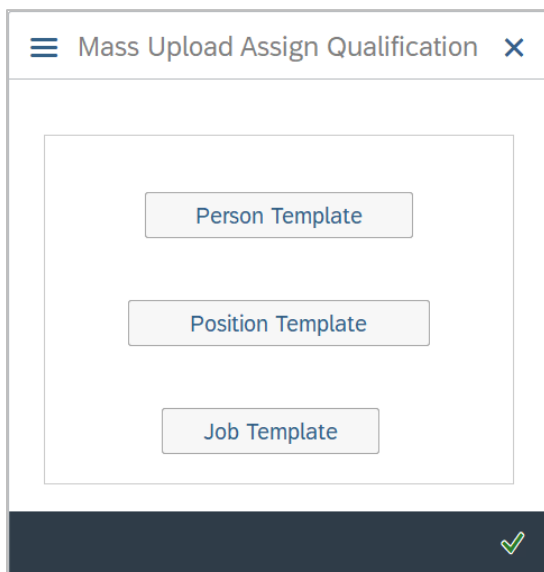 Mass Upload Assign Qualification
Person Template
Position Template
Job Template